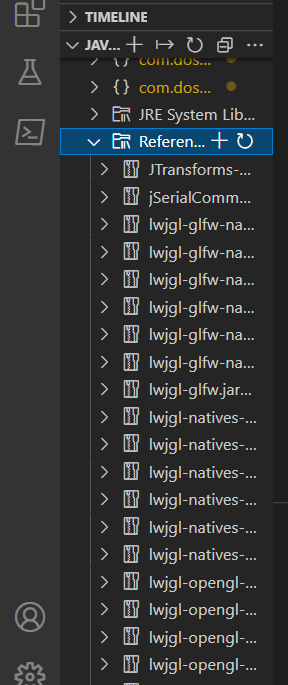 TIMELINE
JAV...
com.dos...
com.dos...
JRE System Lib...
Referen...
JTransforms-...
jSerialComm...
lwjgl-glfw-na...
lwjgl-glfw-na...
lwjgl-glfw-na...
lwjgl-glfw-na...
lwjgl-glfw-na...
lwjgl-glfw-na...
lwjgl-glfw.jar...
lwjgl-natives-...
lwjgl-natives-...
lwjgl-natives-...
lwjgl-natives-...
lwjgl-natives-...
lwjgl-natives-...
lwjgl-opengl-...
lwjgl-opengl-...
lwjgl-opengl-...
lwjgl-opengl-...